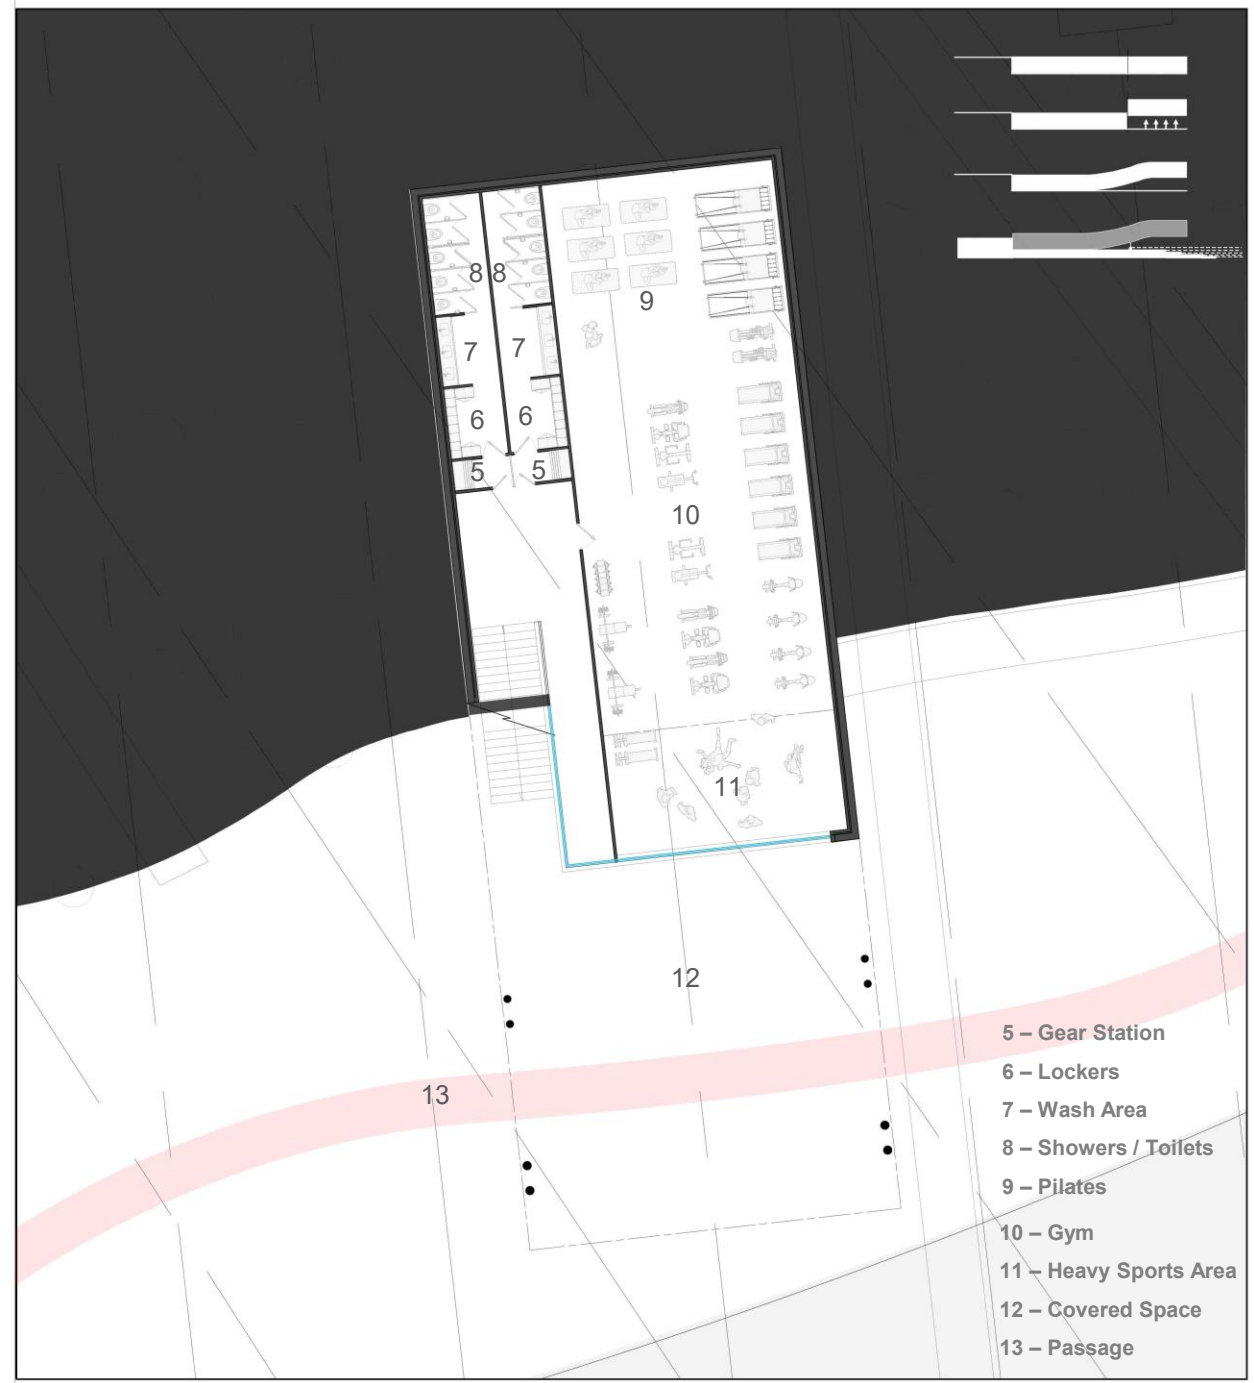 8 8
9
7 7
6 6
5 5
10
11
12
13
5 – Gear Station
6 – Lockers
7 – Wash Area
8 – Showers / Toilets
9 – Pilates
10 – Gym
11 – Heavy Sports Area
12 – Covered Space
13 – Passage